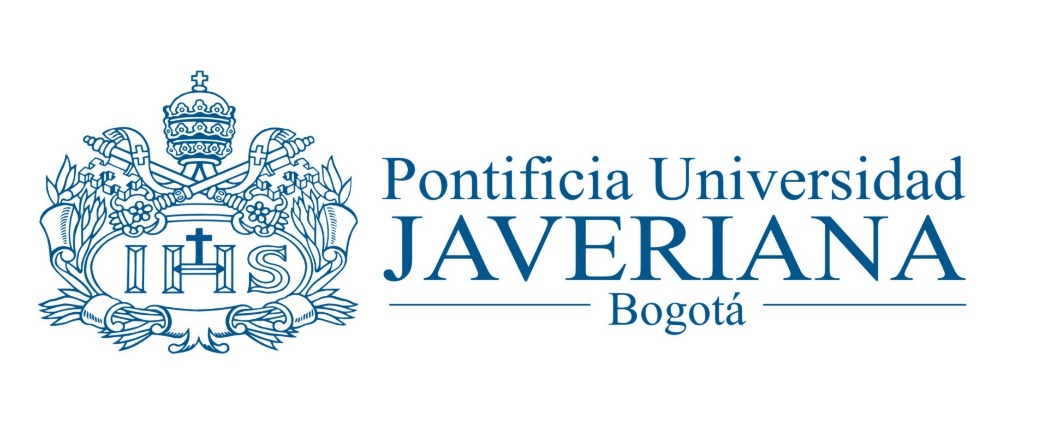 IHS
Pontificia Universidad
JAVERIANA
Bogotá